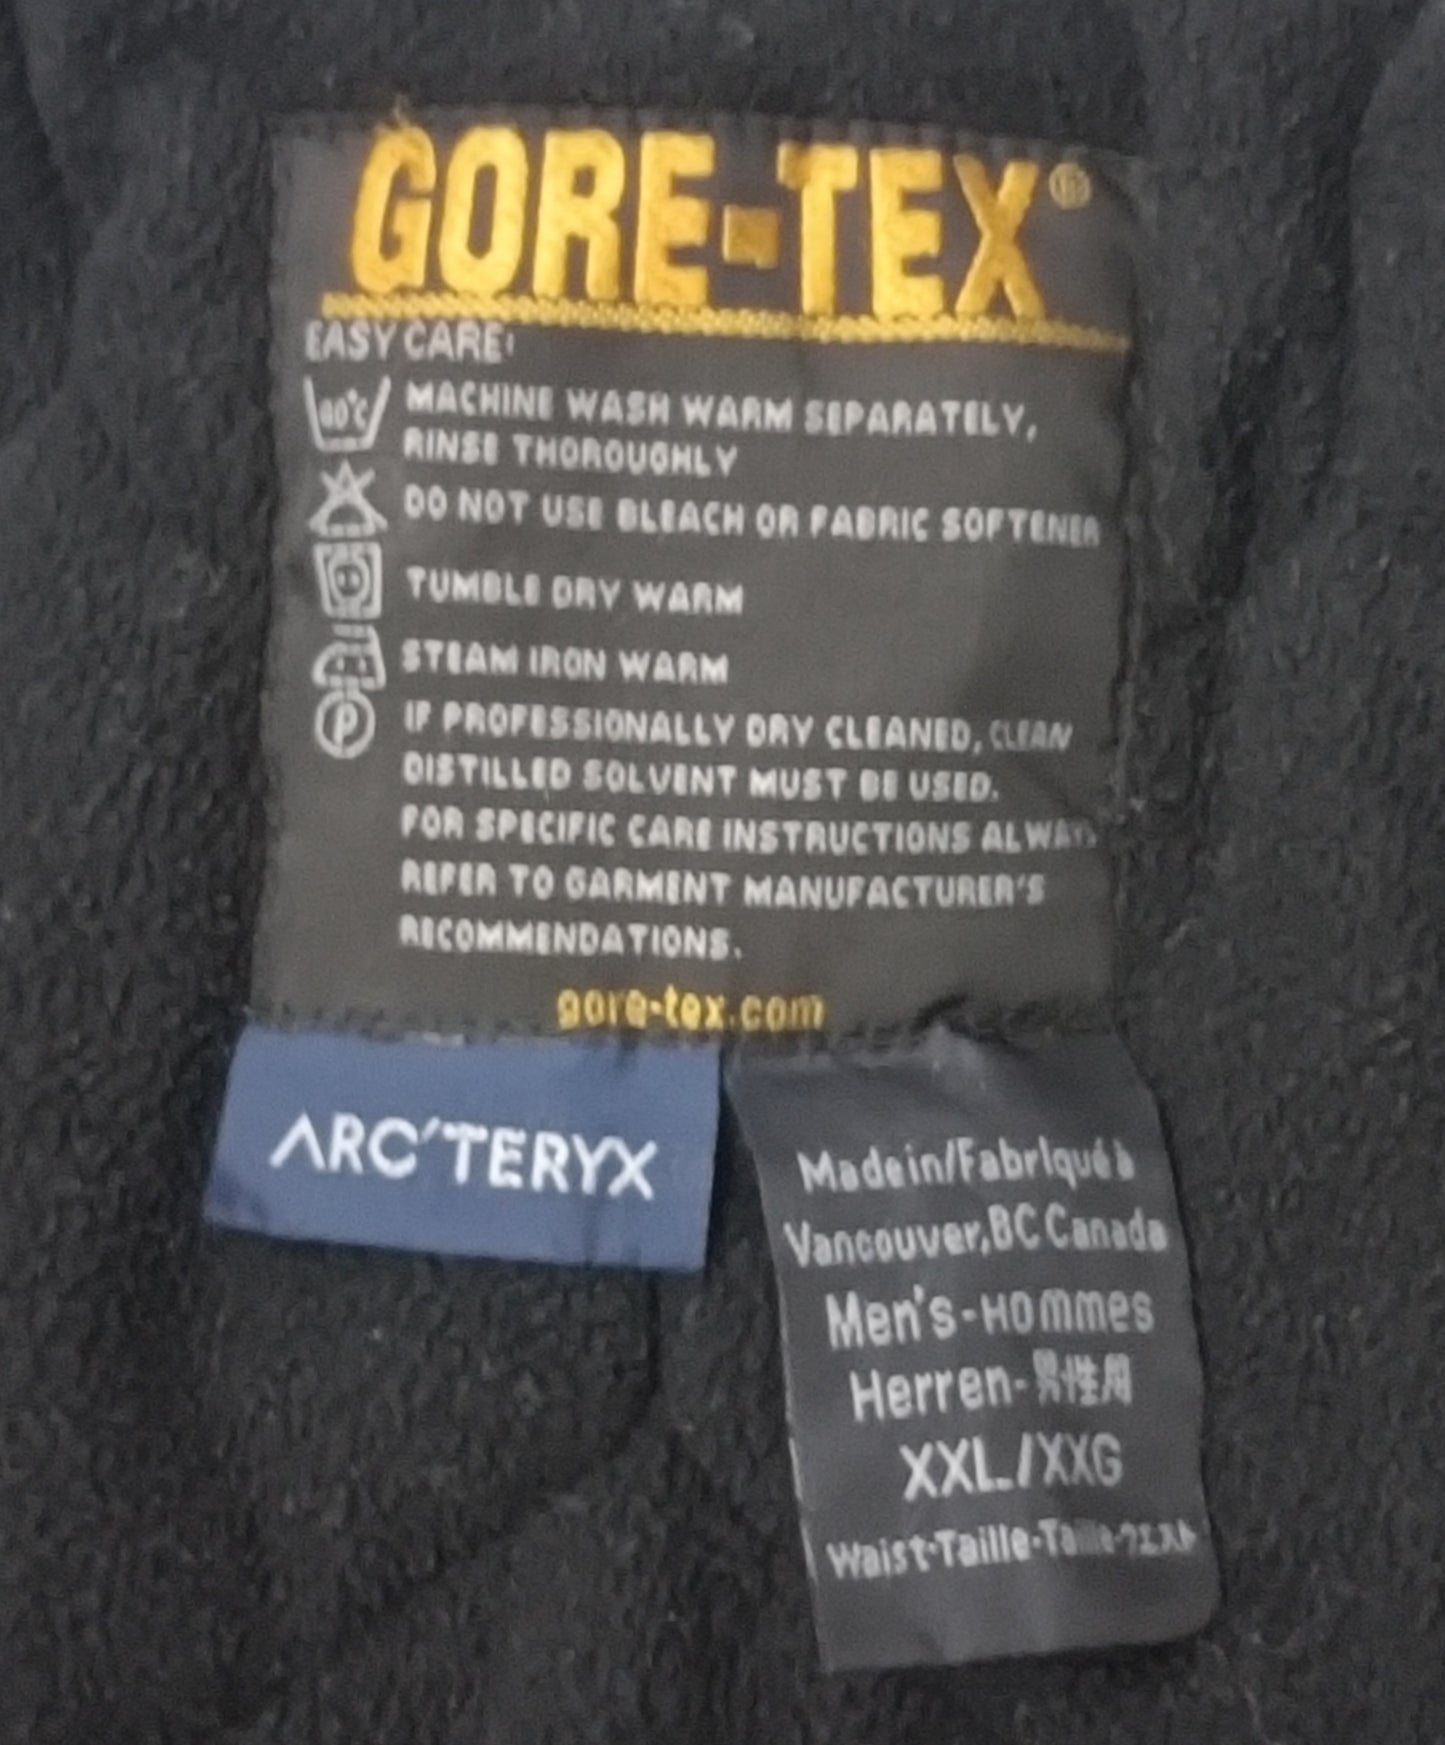 GORE-TEX®
EASY CARE:
MACHINE WASH WARM SEPARATELY,
RINSE THOROUGHLY
DO NOT USE BLEACH OR FABRIC SOFTENER
TUMBLE DRY WARM
STEAM IRON WARM
P
IF PROFESSIONALLY DRY CLEANED, CLEAN
DISTILLED SOLVENT MUST BE USED.
FOR SPECIFIC CARE INSTRUCTIONS ALWAYS
REFER TO GARMENT MANUFACTURER'S
RECOMMENDATIONS.
gore-tex.com
ARC'TERYX
Made in/Fabriqué à
Vancouver, BC Canada
Men's-Hommes
Herren-男性用
XXL/XXG
Waist-Taille-Taille-ウエスト